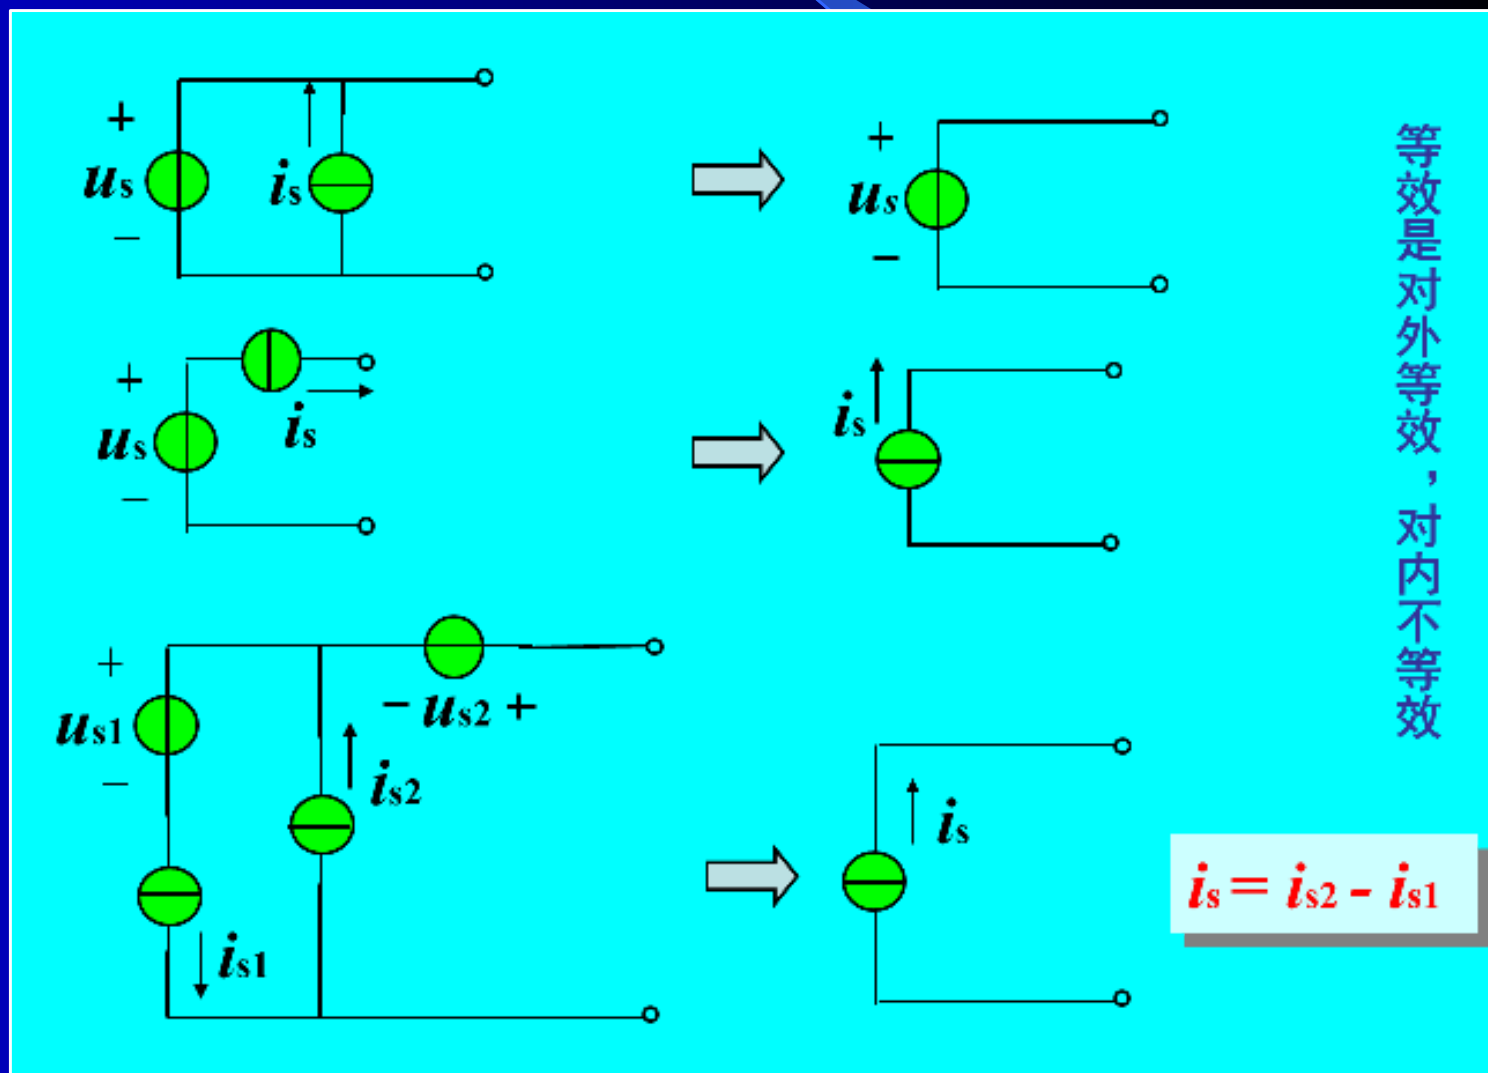 +
us
−
is
+
us
−
+
us
−
is
is
+
us1
−
− us2 +
is2
is1
is
is = is2 - is1
等效是对外等效，对内不等效